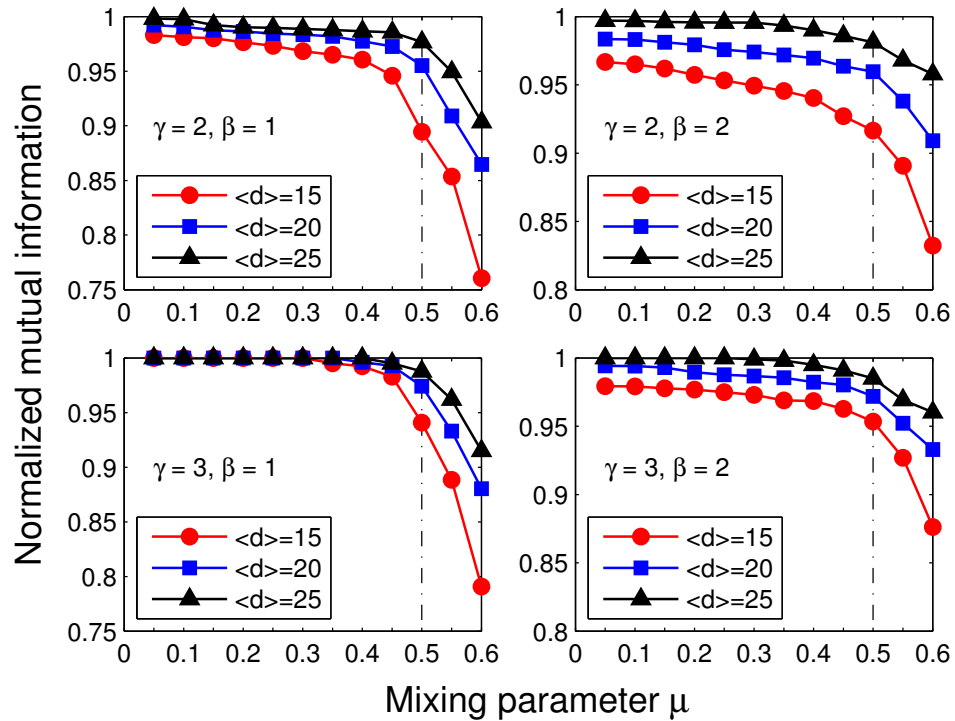 Normalized mutual information
1
0.95
0.9
0.85
0.8
0.75
γ = 2, β = 1
<d>=15
<d>=20
<d>=25
0 0.1 0.2 0.3 0.4 0.5 0.6
1
0.95
0.9
0.85
0.8
γ = 2, β = 2
<d>=15
<d>=20
<d>=25
0 0.1 0.2 0.3 0.4 0.5 0.6
1
0.95
0.9
0.85
0.8
0.75
γ = 3, β = 1
<d>=15
<d>=20
<d>=25
0 0.1 0.2 0.3 0.4 0.5 0.6
1
0.95
0.9
0.85
0.8
γ = 3, β = 2
<d>=15
<d>=20
<d>=25
0 0.1 0.2 0.3 0.4 0.5 0.6
Mixing parameter μ